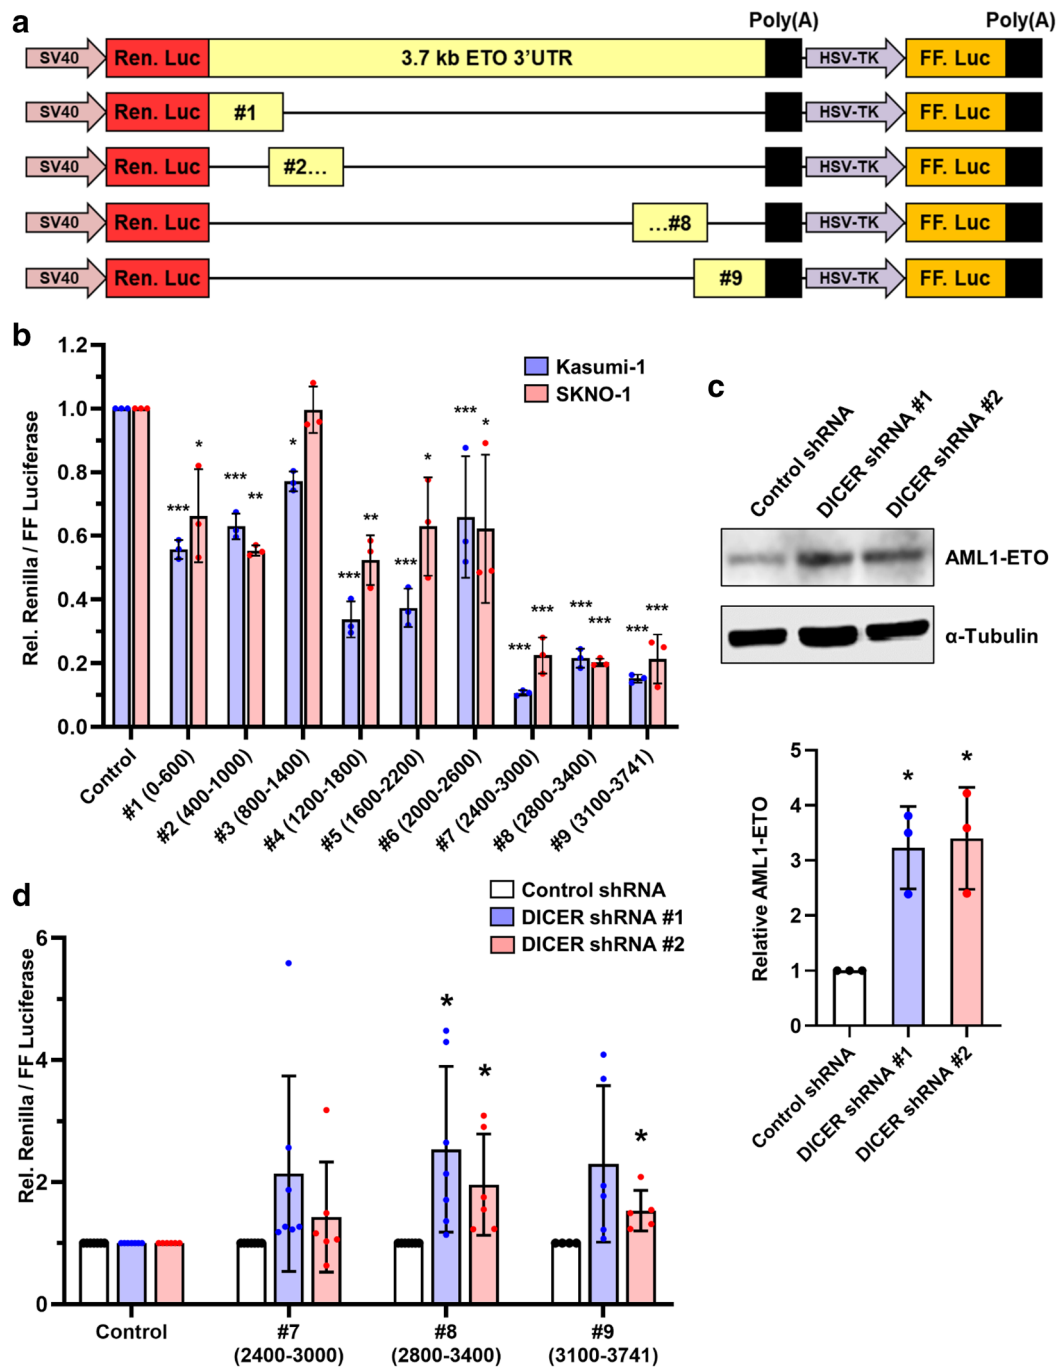 a
Poly(A) Poly(A)
SV40 Ren. Luc 3.7 kb ETO 3’UTR HSV-TK FF. Luc
SV40 Ren. Luc #1 HSV-TK FF. Luc
SV40 Ren. Luc #2... HSV-TK FF. Luc
SV40 Ren. Luc ...#8 HSV-TK FF. Luc
SV40 Ren. Luc #9 HSV-TK FF. Luc
b
Rel. Renilla / FF Luciferase
1.2
1.0
0.8
0.6
0.4
0.2
0.0
Kasumi-1
SKNO-1
*** *
*** **
*
*** **
*** *
*** *
*** ***
*** ***
*** ***
Control
#1 (0-600)
#2 (400-1000)
#3 (800-1400)
#4 (1200-1800)
#5 (1600-2200)
#6 (2000-2600)
#7 (2400-3000)
#8 (2800-3400)
#9 (3100-3741)
c
Control shRNA
DICER shRNA #1
DICER shRNA #2
AML1-ETO
α-Tubulin
Relative AML1-ETO
5
4
3
2
1
0
* *
Control shRNA
DICER shRNA #1
DICER shRNA #2
d
Control shRNA
DICER shRNA #1
DICER shRNA #2
Rel. Renilla / FF Luciferase
6
4
2
0
* *
*
Control
#7
(2400-3000)
#8
(2800-3400)
#9
(3100-3741)